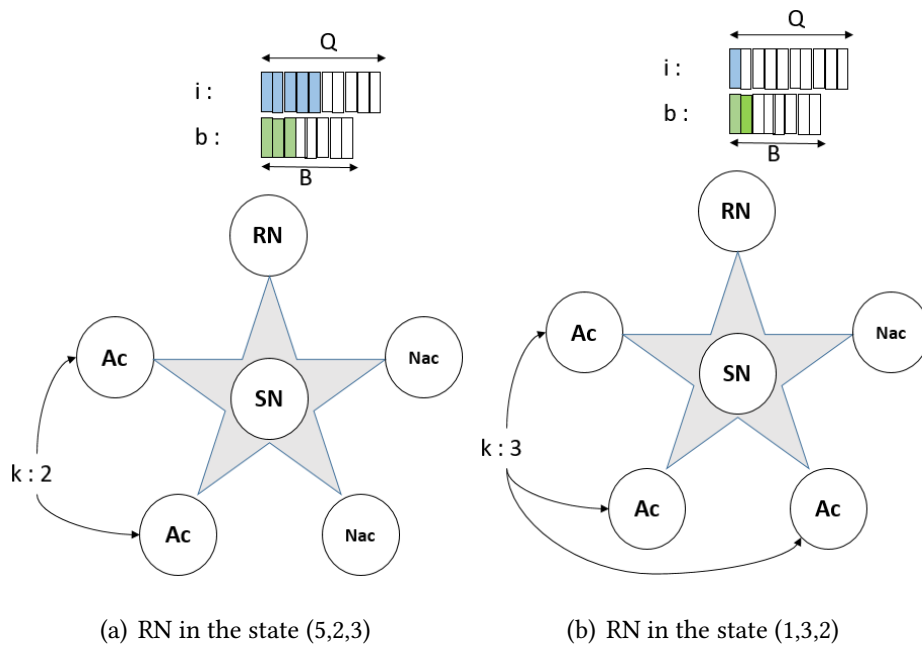 Q
i :
b :
B
RN
Ac
Nac
SN
k : 2
Ac
Nac
(a) RN in the state (5,2,3)
Q
i :
b :
B
RN
Ac
Nac
SN
k : 3
Ac
Ac
(b) RN in the state (1,3,2)